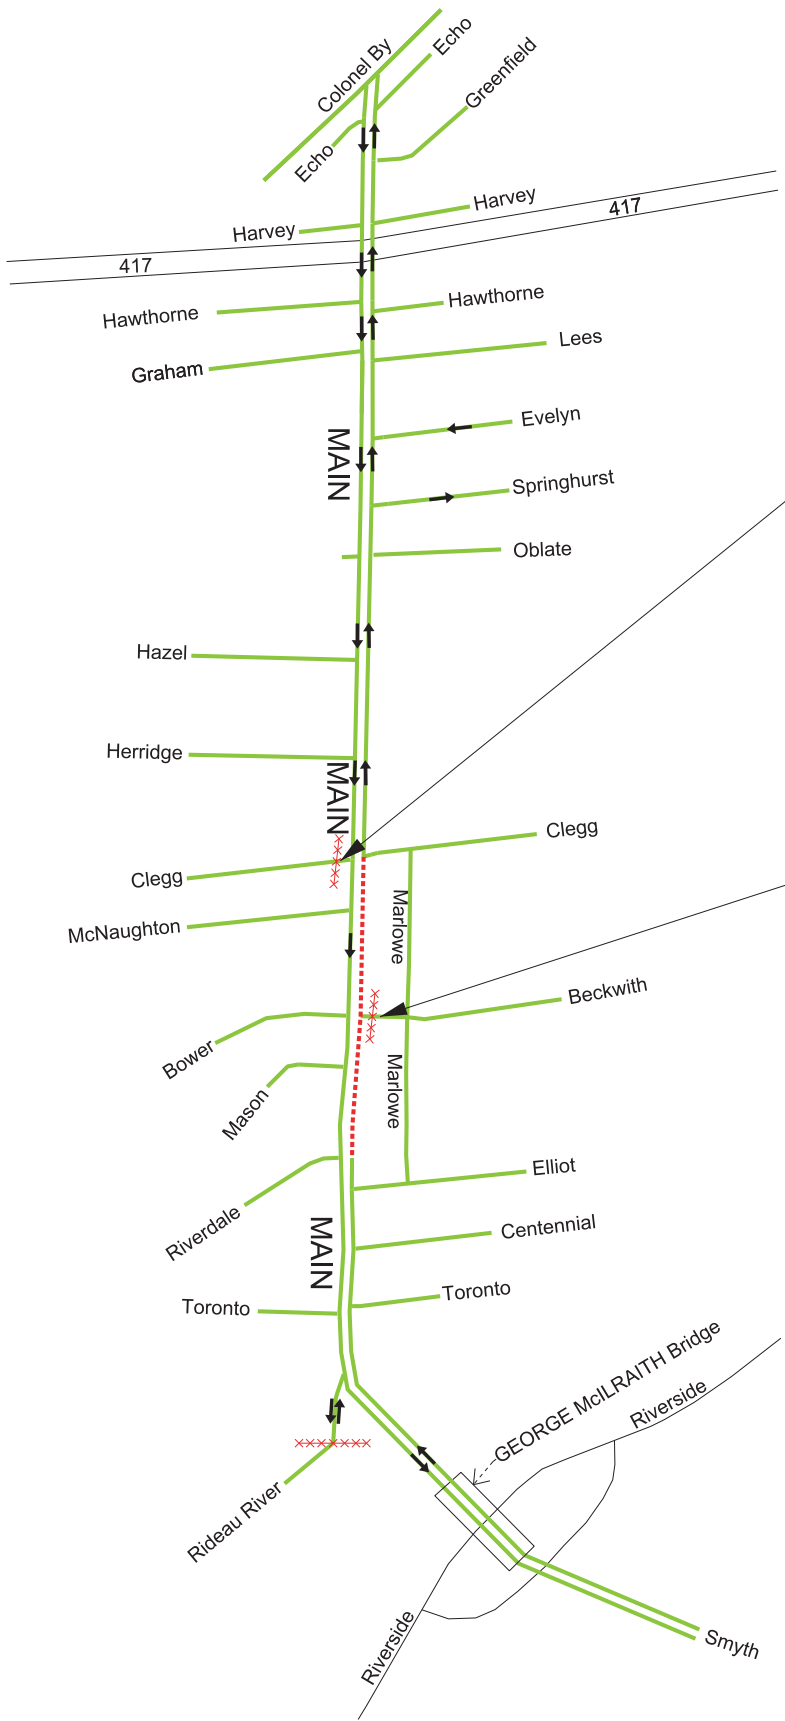 Colonel By
Echo
Greenfield
Echo
Harvey
Harvey
417
417
Hawthorne
Hawthorne
Graham
Lees
Evelyn
MAIN
Springhurst
Oblate
Hazel
Herridge
MAIN
Clegg
Clegg
McNaughton
Marlowe
Beckwith
Bower
Marlowe
Mason
Elliot
Riverdale
MAIN
Centennial
Toronto
Toronto
GEORGE McILRAITH Bridge
Riverside
Rideau River
Riverside
Smyth